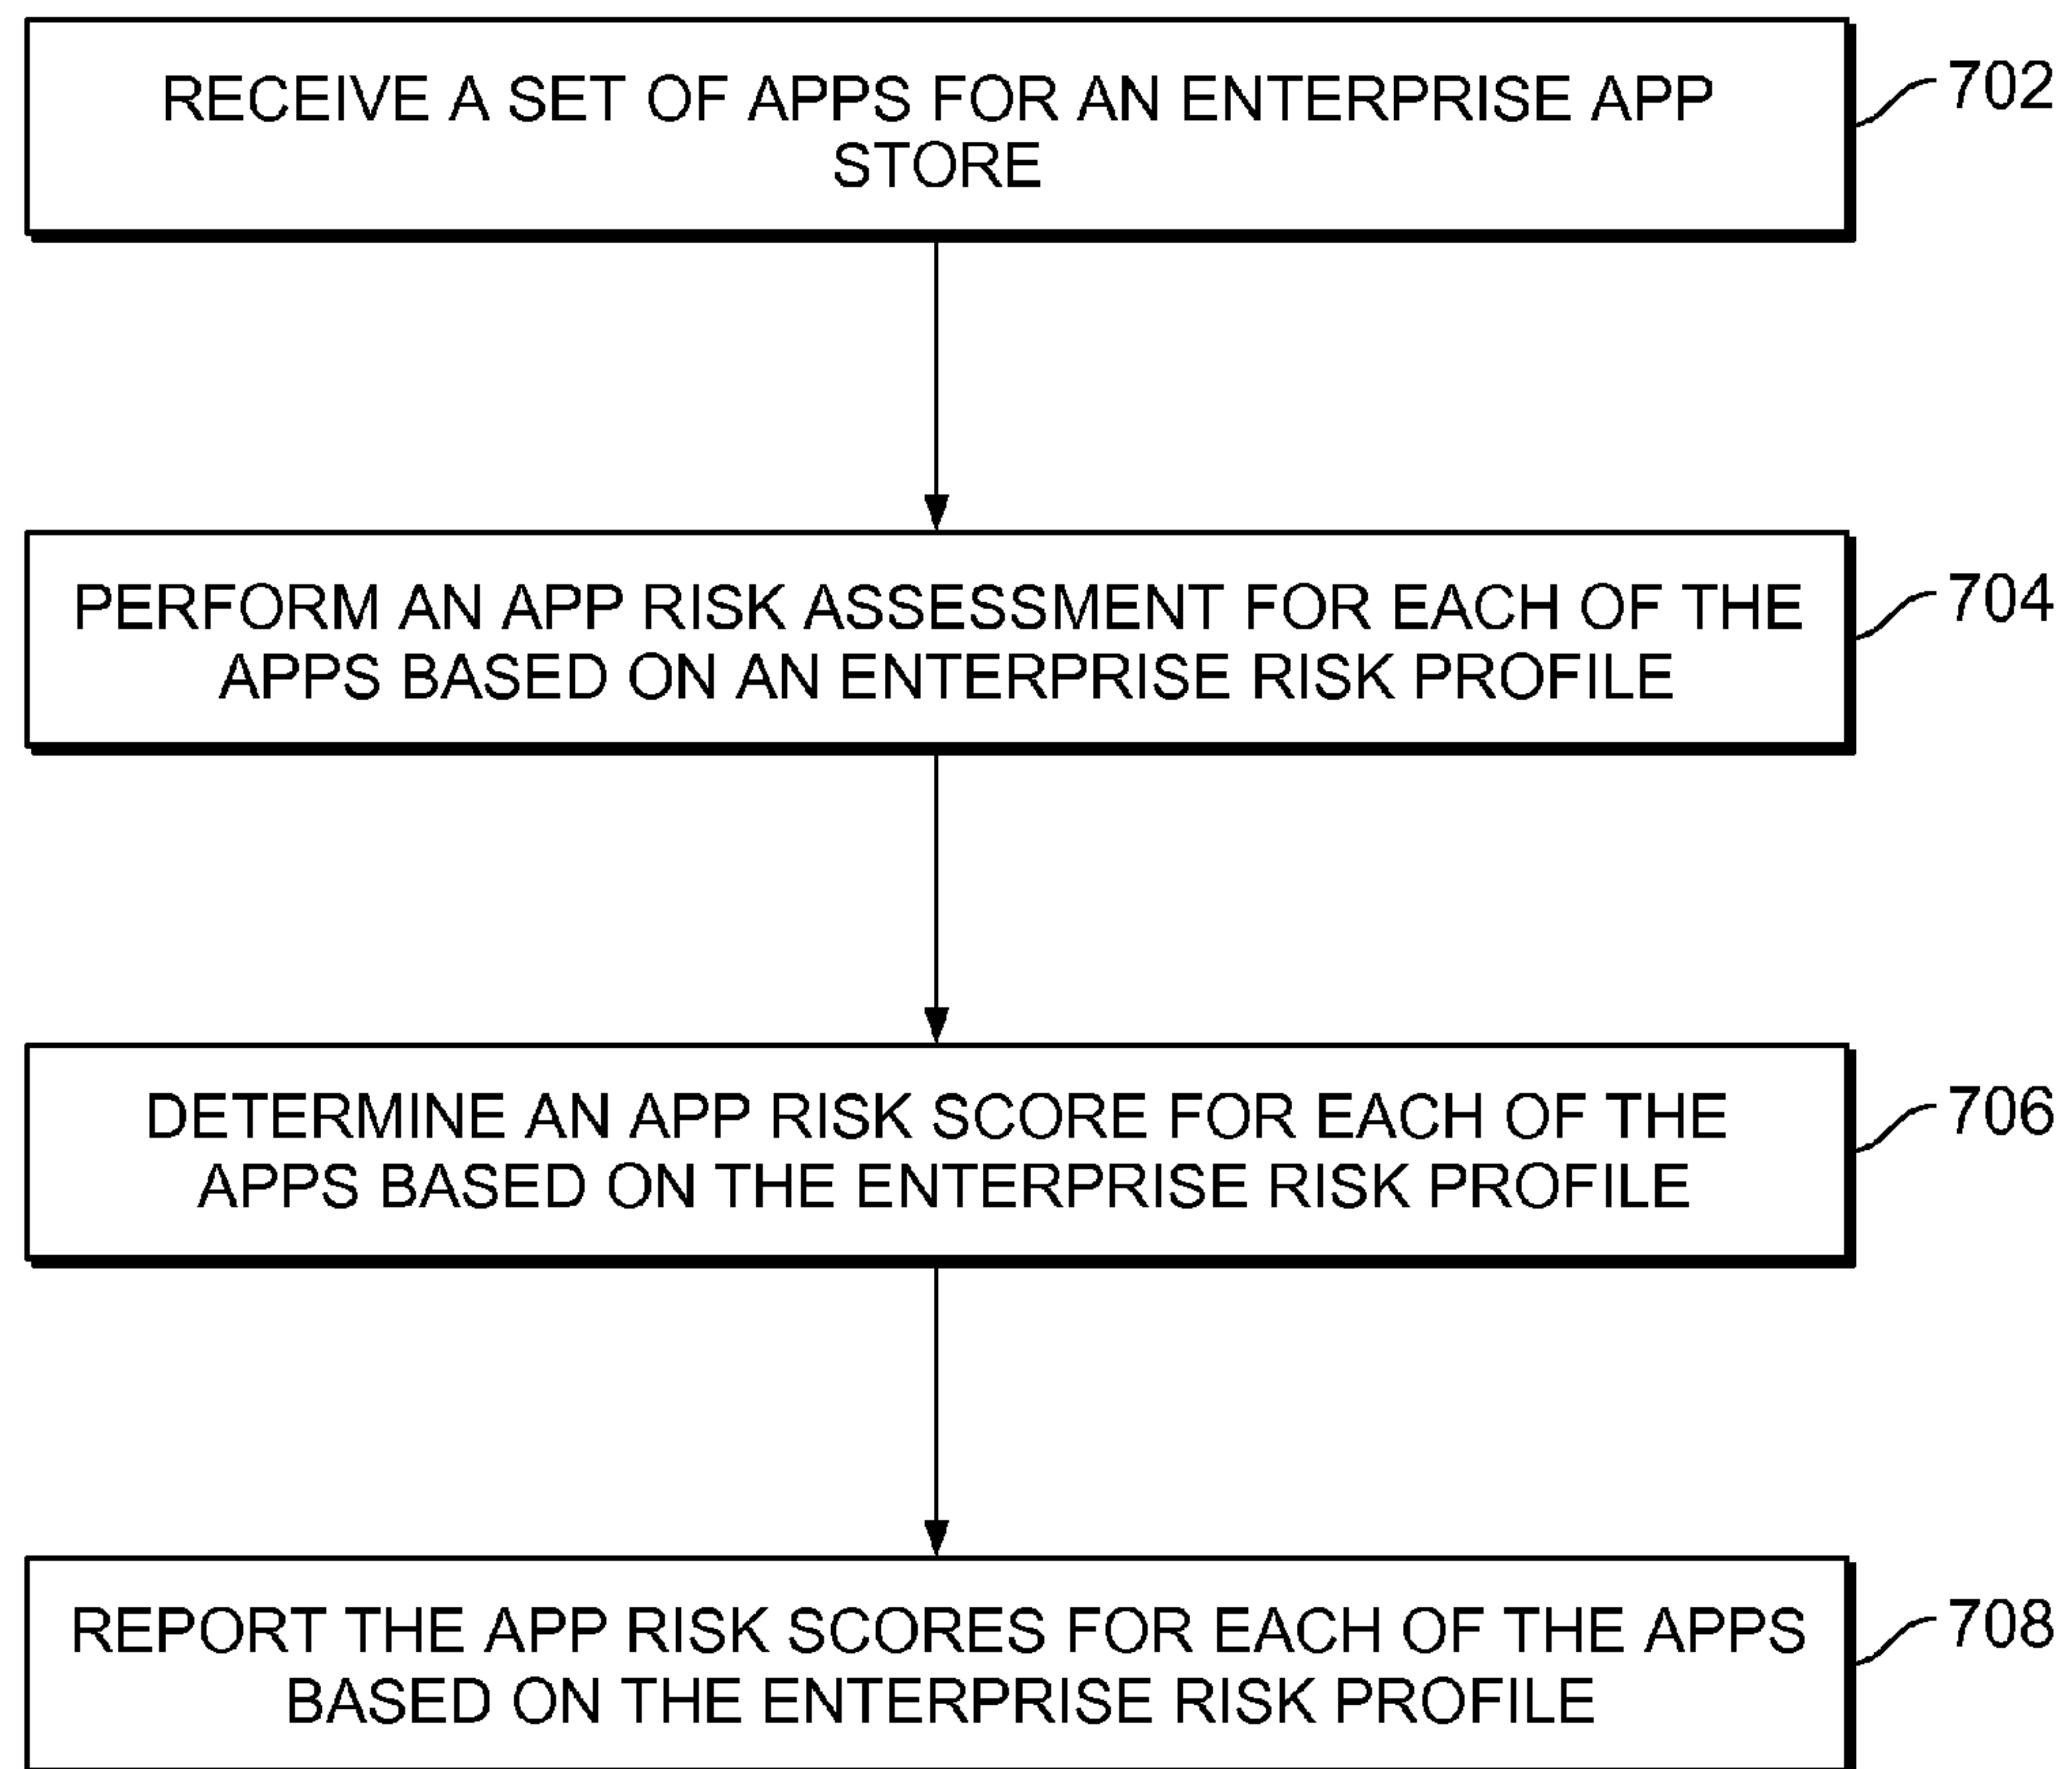 RECEIVE A SET OF APPS FOR AN ENTERPRISE APP
STORE
702
PERFORM AN APP RISK ASSESSMENT FOR EACH OF THE
APPS BASED ON AN ENTERPRISE RISK PROFILE
704
DETERMINE AN APP RISK SCORE FOR EACH OF THE
APPS BASED ON THE ENTERPRISE RISK PROFILE
706
REPORT THE APP RISK SCORES FOR EACH OF THE APPS
BASED ON THE ENTERPRISE RISK PROFILE
708